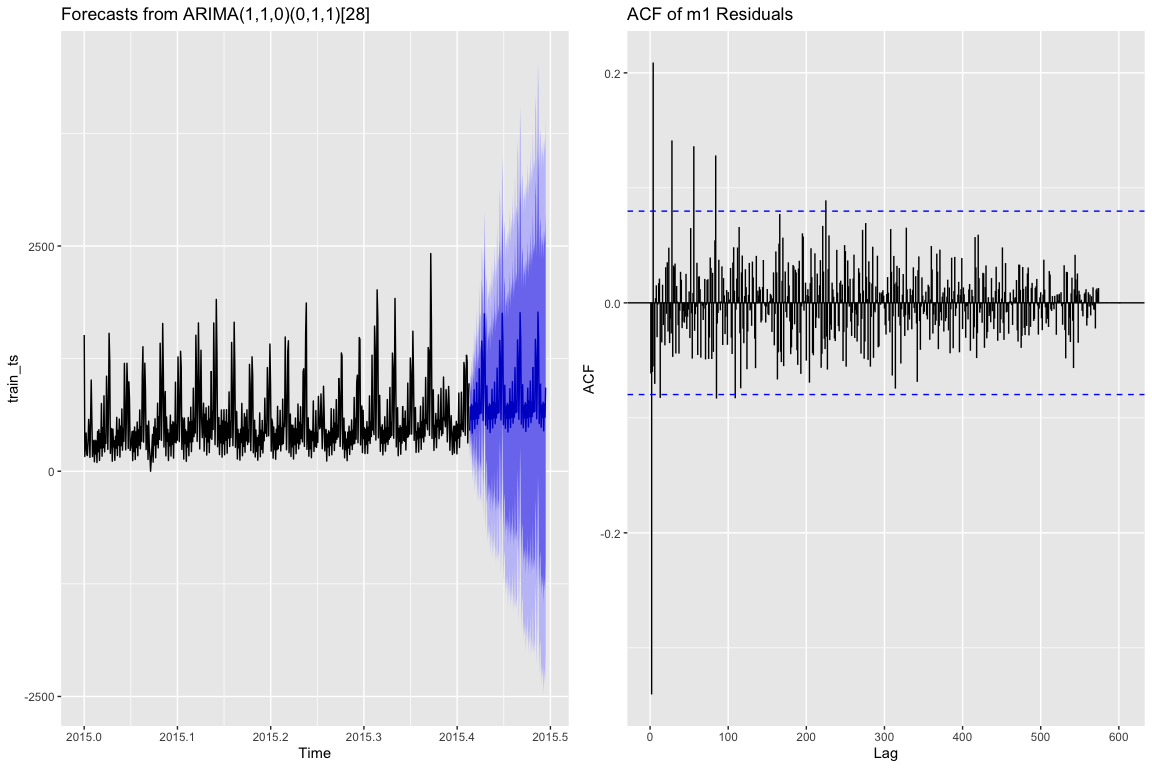 Forecasts from ARIMA(1,1,0)(0,1,1)[28]
train_ts
2500
0
-2500
2015.0 2015.1 2015.2 2015.3 2015.4 2015.5
Time
ACF of m1 Residuals
ACF
0.2
0.0
-0.2
0 100 200 300 400 500 600
Lag